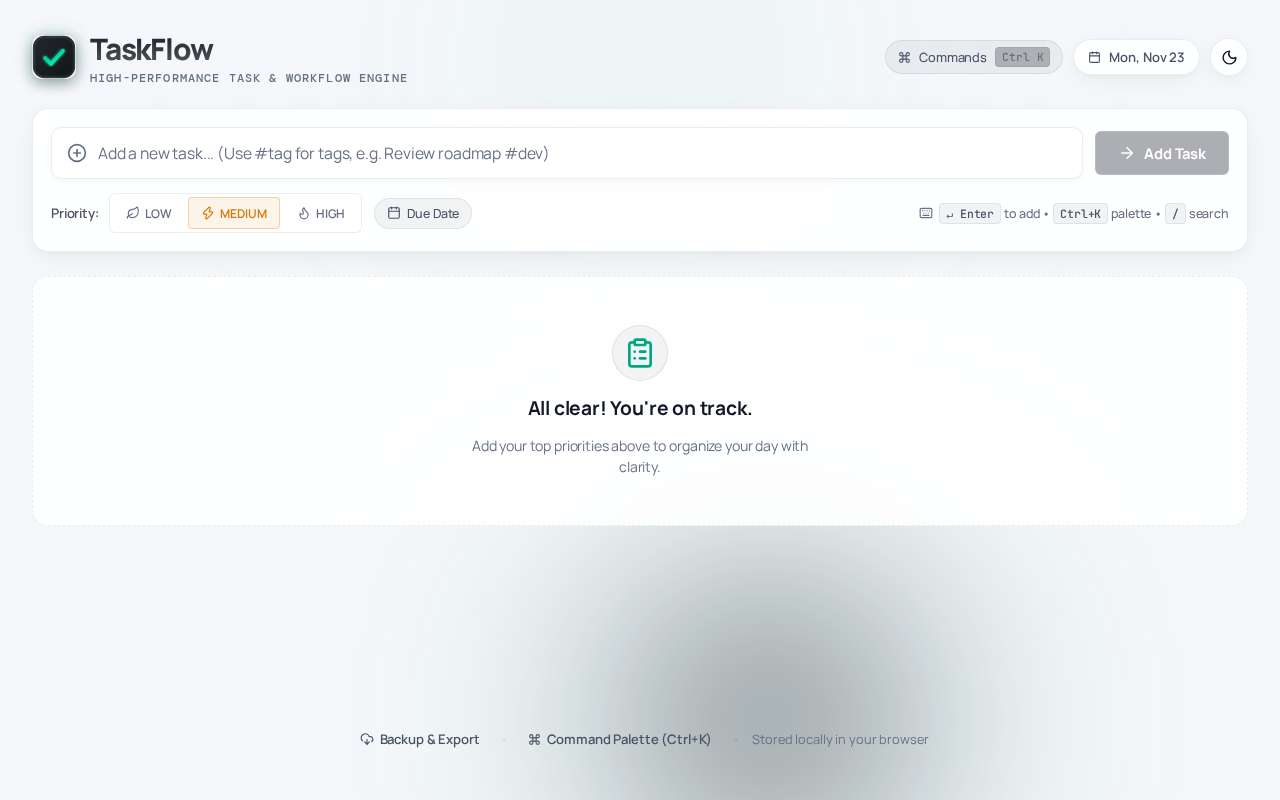 TaskFlow
HIGH-PERFORMANCE TASK & WORKFLOW ENGINE
Commands Ctrl K
Mon, Nov 23
Add a new task... (Use #tag for tags, e.g. Review roadmap #dev)
Add Task
Priority: LOW MEDIUM HIGH Due Date
↵ Enter to add • Ctrl+K palette • / search
All clear! You're on track.
Add your top priorities above to organize your day with
clarity.
Backup & Export • Command Palette (Ctrl+K) • Stored locally in your browser